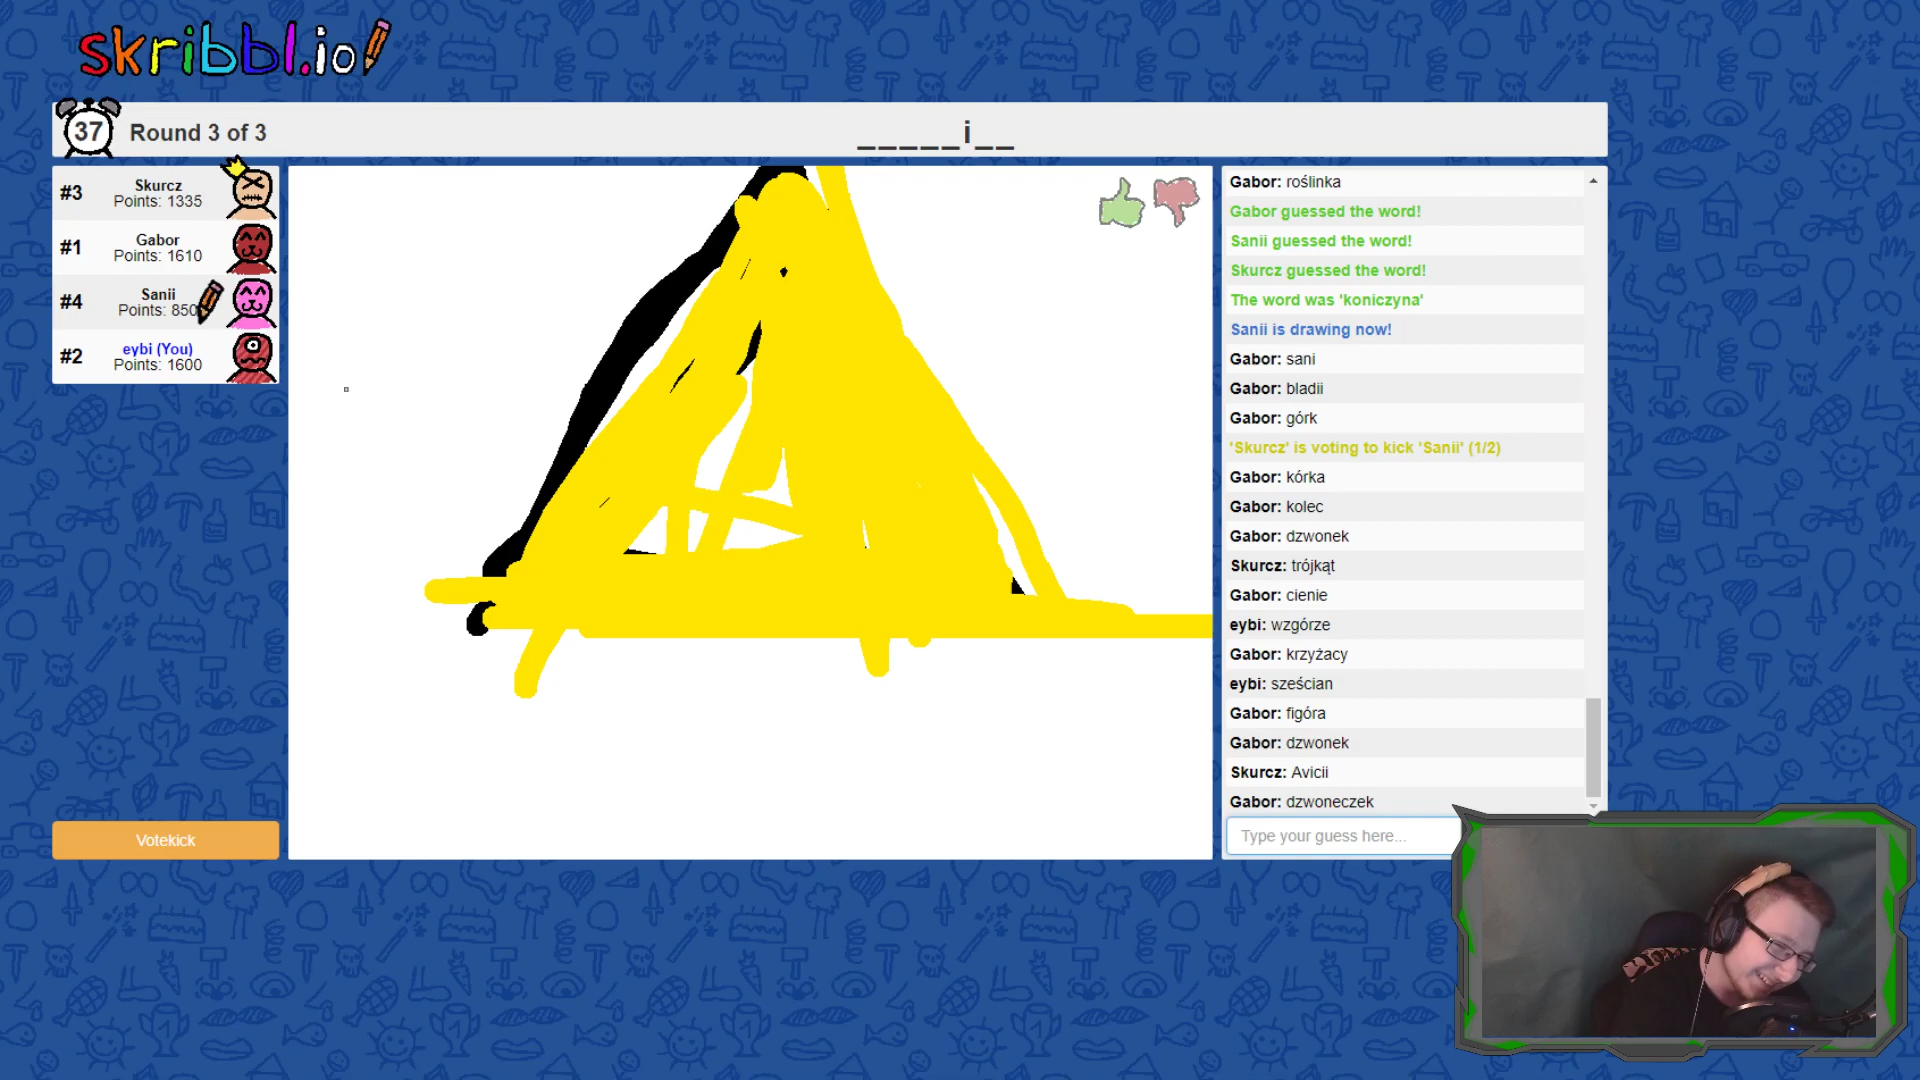 skribbl.io
37 Round 3 of 3
_____i__
#3 Skurcz
Points: 1335
#1 Gabor
Points: 1610
#4 Sanii
Points: 850
#2 eybi (You)
Points: 1600
Votekick
Gabor: roślinka
Gabor guessed the word!
Sanii guessed the word!
Skurcz guessed the word!
The word was 'koniczyna'
Sanii is drawing now!
Gabor: sani
Gabor: bladii
Gabor: górk
'Skurcz' is voting to kick 'Sanii' (1/2)
Gabor: kórka
Gabor: kolec
Gabor: dzwonek
Skurcz: trójkąt
Gabor: cienie
eybi: wzgórze
Gabor: krzyżacy
eybi: sześcian
Gabor: figóra
Gabor: dzwonek
Skurcz: Avicii
Gabor: dzwoneczek
Type your guess here...